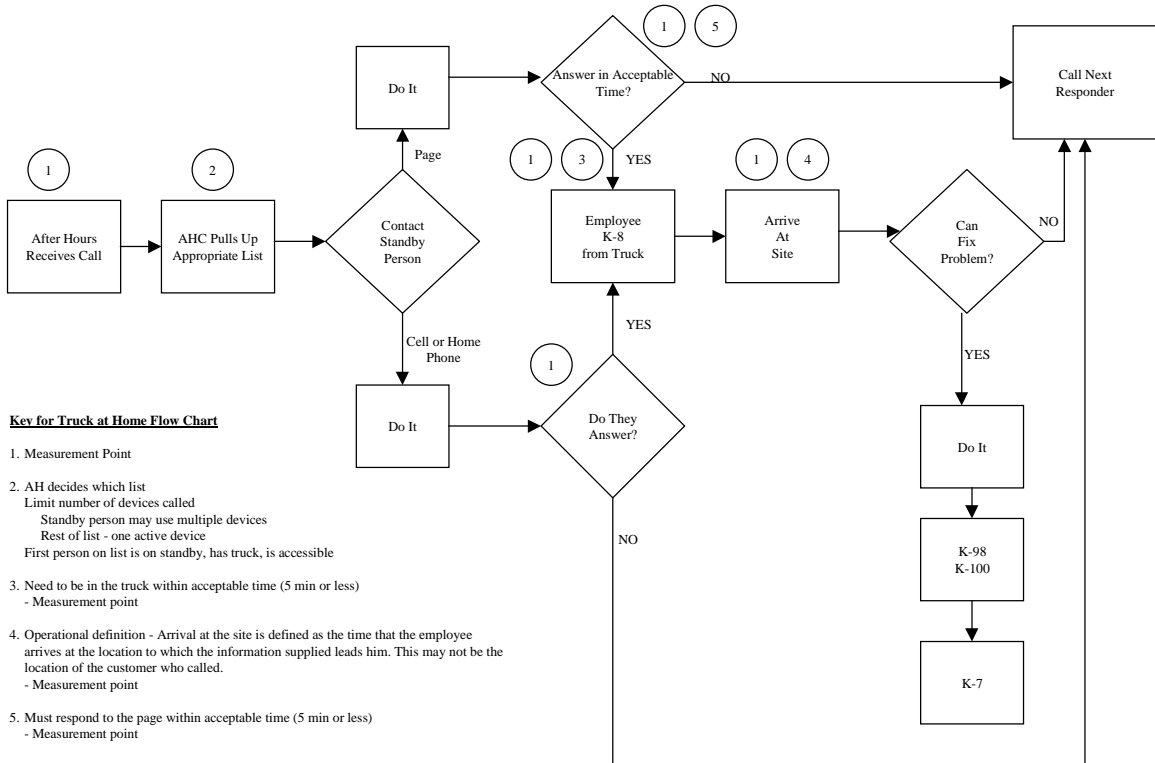 1
5
Do It
Answer in Acceptable
Time?
NO
Call Next
Responder
Page
1
3
YES
1
4
1
2
After Hours
Receives Call
AHC Pulls Up
Appropriate List
Contact
Standby
Person
Employee
K-8
from Truck
Arrive
At
Site
Can
Fix
Problem?
NO
Cell or Home
Phone
YES
1
YES
Do It
Do They
Answer?
Do It
NO
K-98
K-100
K-7
Key for Truck at Home Flow Chart
1. Measurement Point
2. AH decides which list
Limit number of devices called
Standby person may use multiple devices
Rest of list - one active device
First person on list is on standby, has truck, is accessible
3. Need to be in the truck within acceptable time (5 min or less)
- Measurement point
4. Operational definition - Arrival at the site is defined as the time that the employee
arrives at the location to which the information supplied leads him. This may not be the
location of the customer who called.
- Measurement point
5. Must respond to the page within acceptable time (5 min or less)
- Measurement point